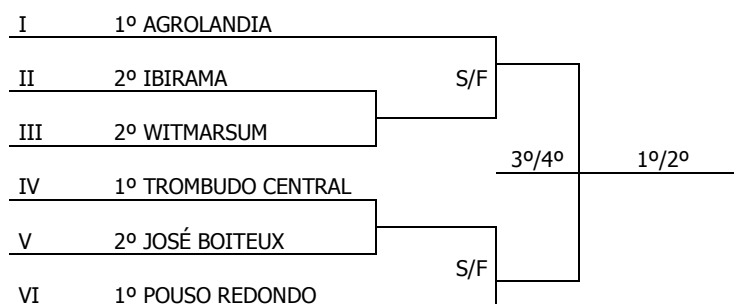 I 1º AGROLANDIA
II 2º IBIRAMA S/F
III 2º WITMARSUM
3º/4º 1º/2º
IV 1º TROMBUDO CENTRAL
V 2º JOSÉ BOITEUX
S/F
VI 1º POUSO REDONDO